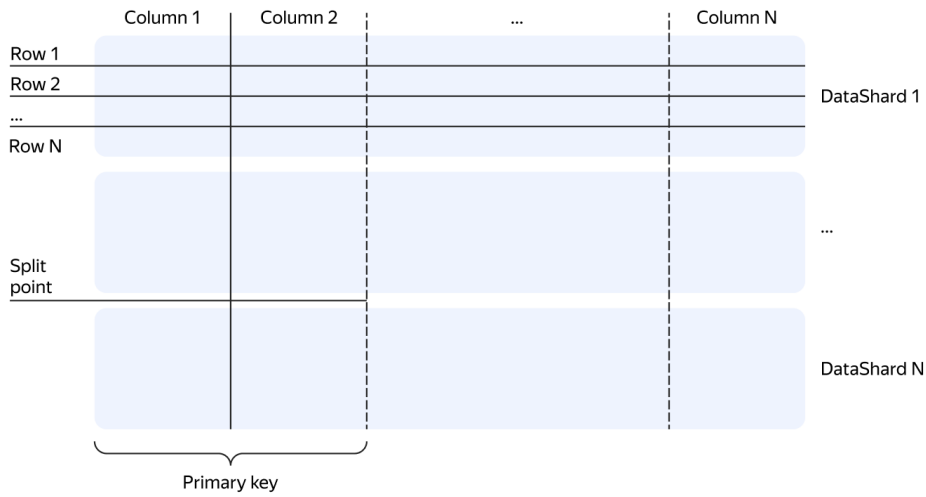 Column 1
Column 2
...
Column N
Row 1
Row 2
...
Row N
DataShard 1
...
Split
point
DataShard N
Primary key